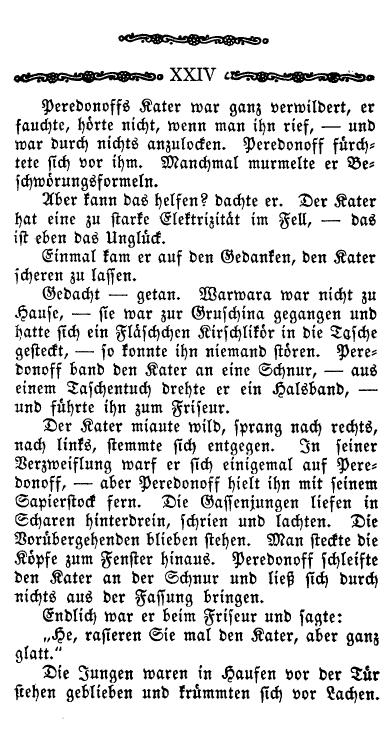 XXIV
Peredonoffs Kater war ganz verwildert, er
fauchte, hörte nicht, wenn man ihn rief, — und
war durch nichts anzulocken. Peredonoff fürch-
tete sich vor ihm. Manchmal murmelte er Be-
schwörungsformeln.
Aber kann das helfen? dachte er. Der Kater
hat eine zu starke Elektrizität im Fell, — das
ist eben das Unglück.
Einmal kam er auf den Gedanken, den Kater
scheren zu lassen.
Gedacht — getan. Warwara war nicht zu
Hause, — sie war zur Gruschina gegangen und
hatte sich ein Fläschchen Kirschlikör in die Tasche
gesteckt, — so konnte ihn niemand stören. Pere-
donoff band den Kater an eine Schnur, — aus
einem Taschentuch drehte er ein Halsband, —
und führte ihn zum Friseur.
Der Kater miaute wild, sprang nach rechts,
nach links, stemmte sich entgegen. In seiner
Verzweiflung warf er sich einigemal auf Pere-
donoff, — aber Peredonoff hielt ihn mit seinem
Sapierstock fern. Die Gassenjungen liefen in
Scharen hinterdrein, schrien und lachten. Die
Vorübergehenden blieben stehen. Man steckte die
Köpfe zum Fenster hinaus. Peredonoff schleifte
den Kater an der Schnur und ließ sich durch
nichts aus der Fassung bringen.
Endlich war er beim Friseur und sagte:
„He, rasieren Sie mal den Kater, aber ganz
glatt.“
Die Jungen waren in Haufen vor der Tür
stehen geblieben und krümmten sich vor Lachen.